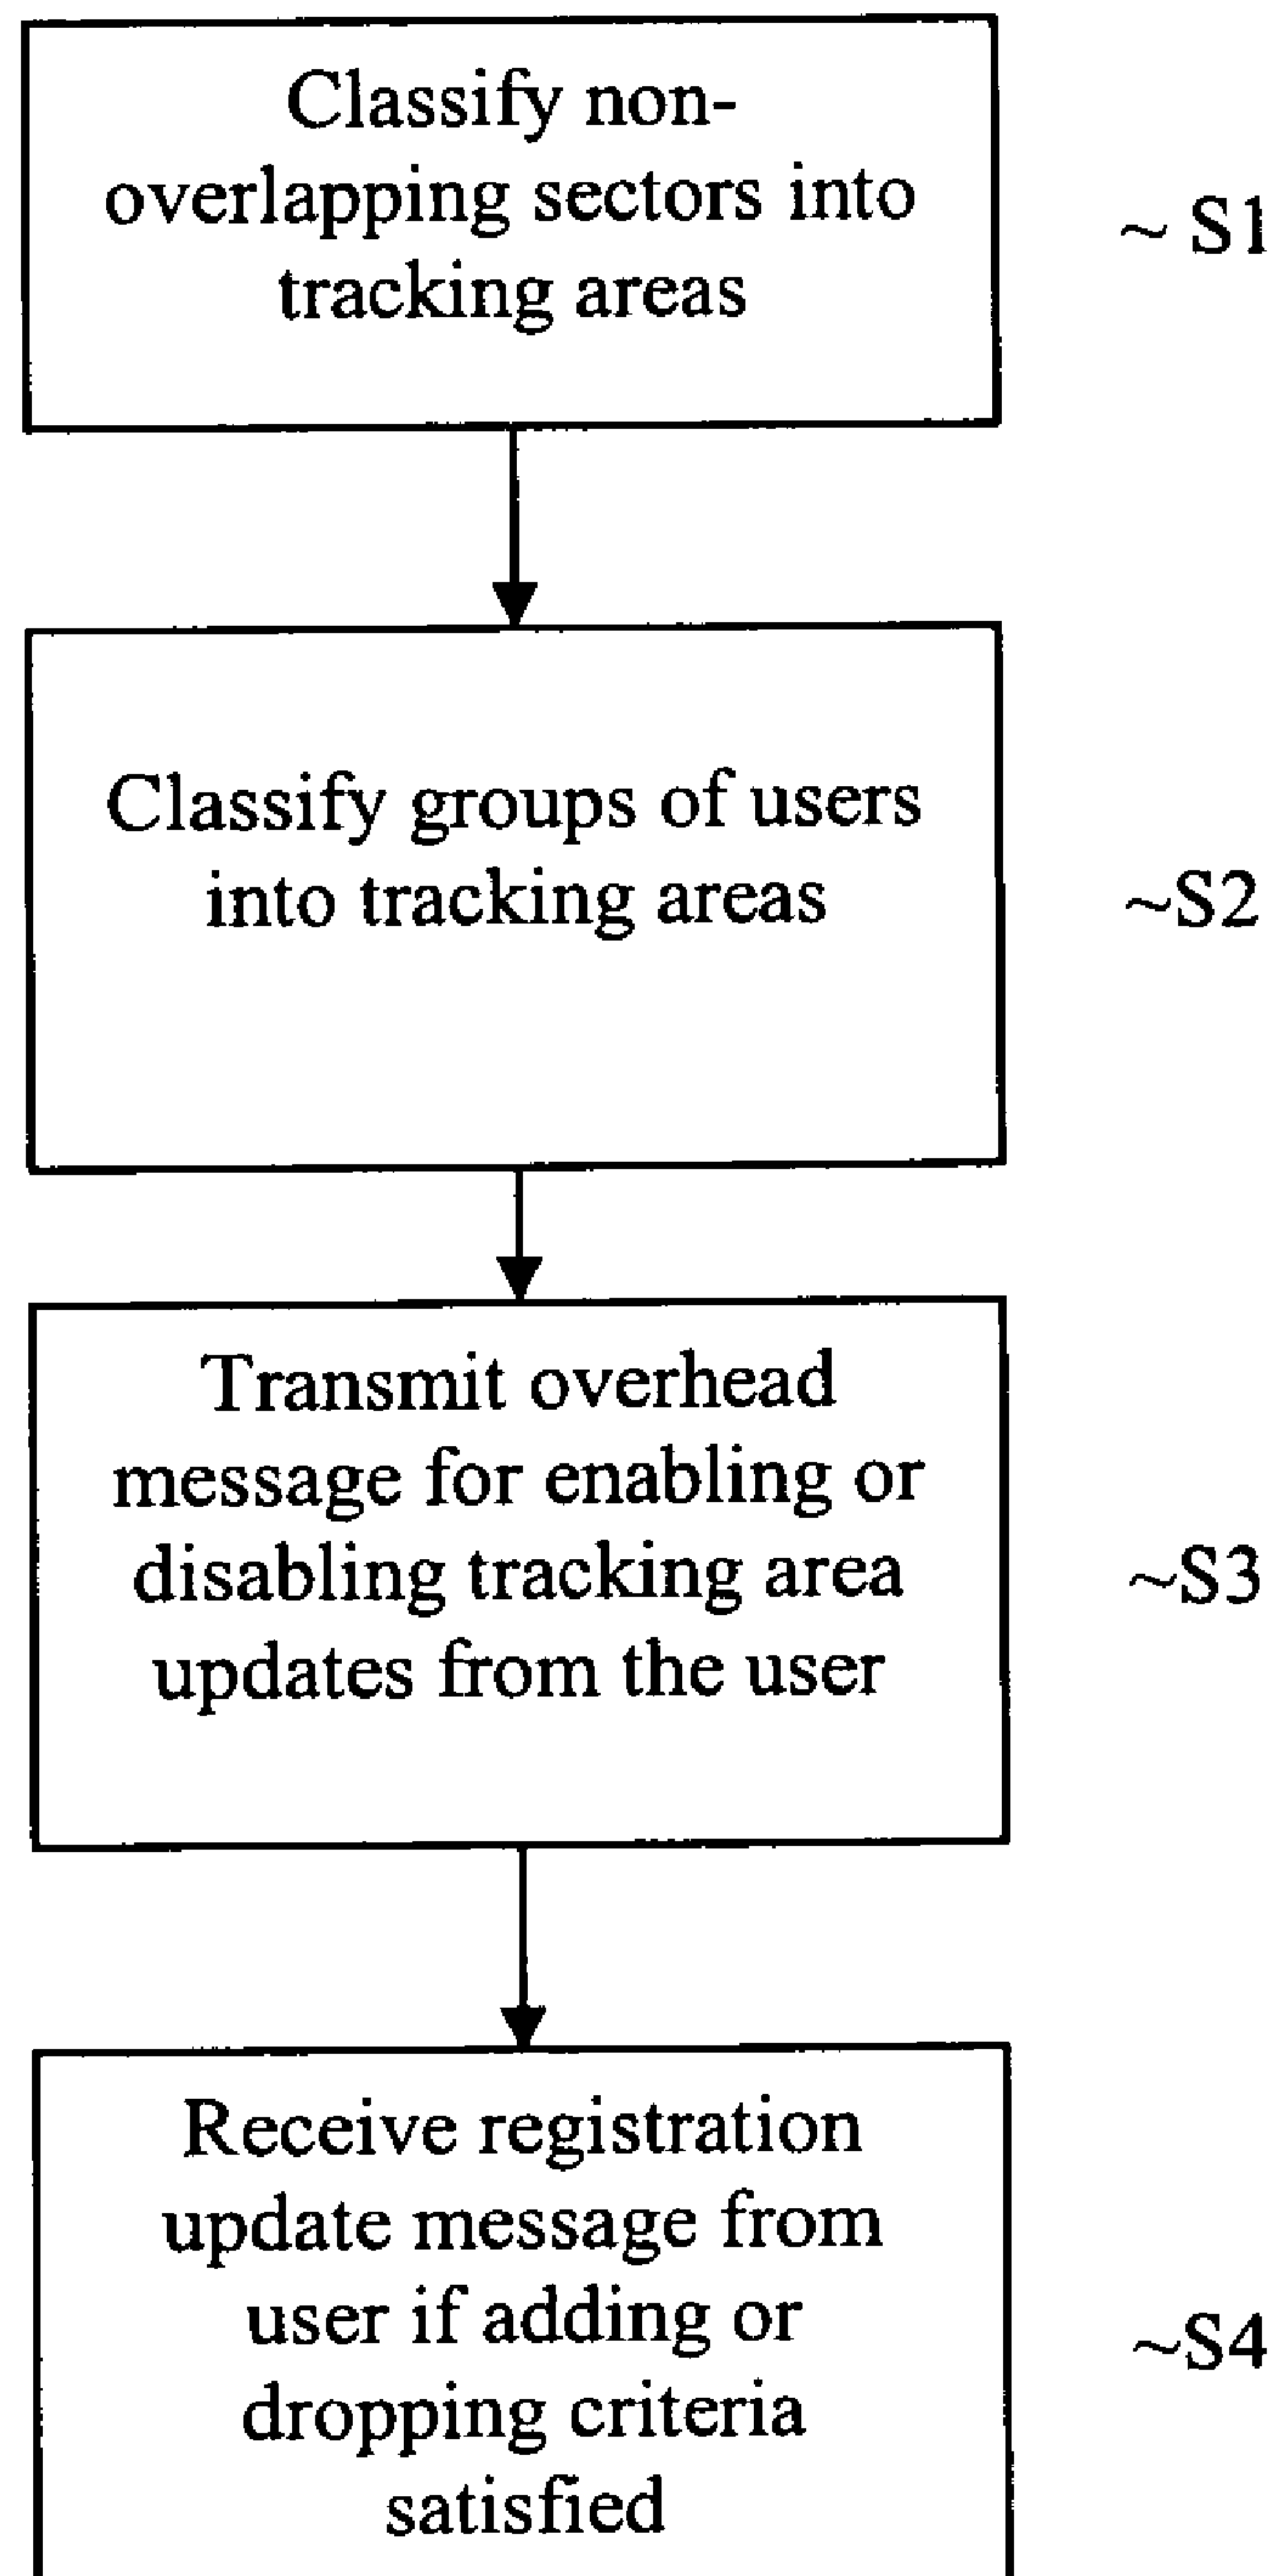 Classify non-
overlapping sectors into
tracking areas
~ S1
Classify groups of users
into tracking areas
~S2
Transmit overhead
message for enabling or
disabling tracking area
updates from the user
~S3
Receive registration
update message from
user if adding or
dropping criteria
satisfied
~S4